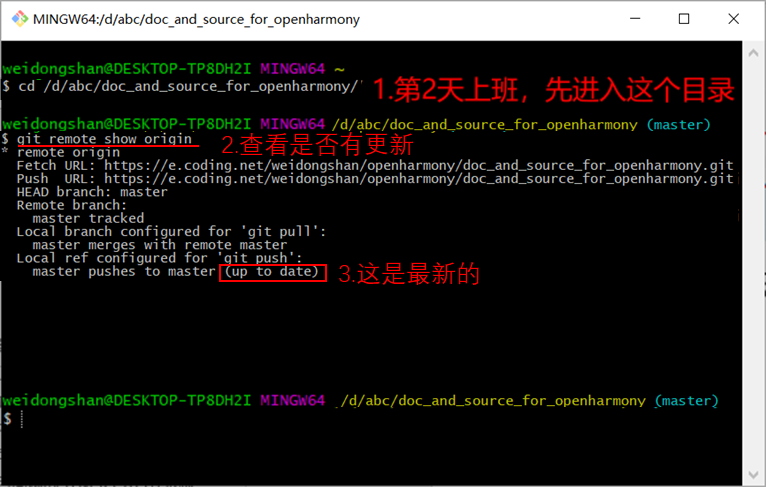 MINGW64:/d/abc/doc_and_source_for_openharmony
weidongshan@DESKTOP-TP8DH2I MINGW64 ~
$ cd /d/abc/doc_and_source_for_openharmony/
1.第2天上班，先进入这个目录
weidongshan@DESKTOP-TP8DH2I MINGW64 /d/abc/doc_and_source_for_openharmony (master)
$ git remote show origin
2.查看是否有更新
* remote origin
Fetch URL: https://e.coding.net/weidongshan/openharmony/doc_and_source_for_openharmony.git
Push URL: https://e.coding.net/weidongshan/openharmony/doc_and_source_for_openharmony.git
HEAD branch: master
Remote branch:
master tracked
Local branch configured for 'git pull':
master merges with remote master
Local ref configured for 'git push':
master pushes to master (up to date)
3.这是最新的
weidongshan@DESKTOP-TP8DH2I MINGW64 /d/abc/doc_and_source_for_openharmony (master)
$